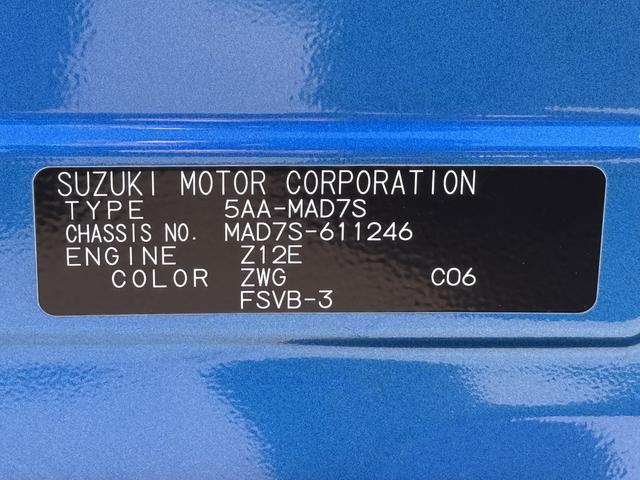 SUZUKI MOTOR CORPORATION
TYPE 5AA-MAD7S
CHASSIS NO. MAD7S-611246
ENGINE Z12E
COLOR ZWG C06
FSVB-3